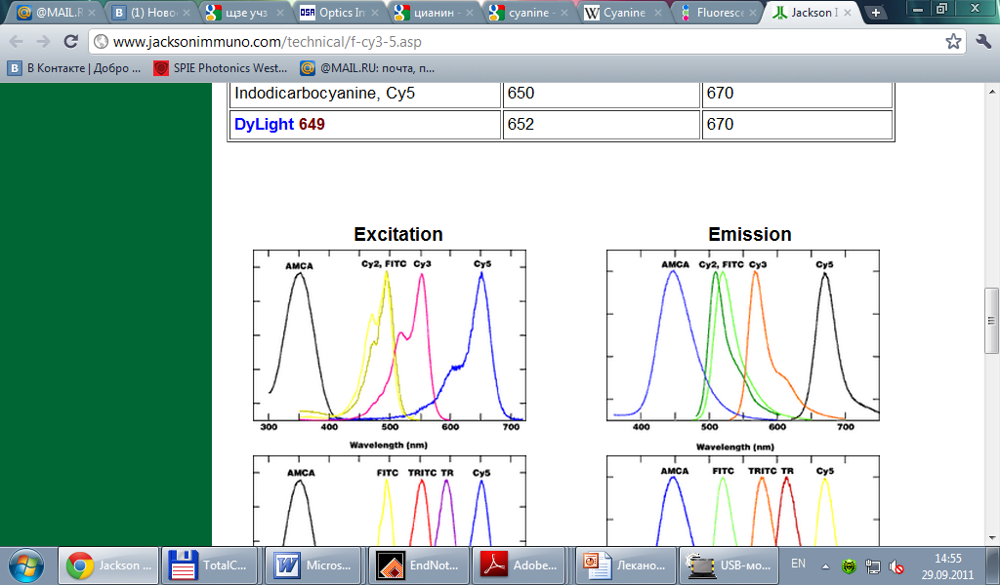 @MAIL.R
(1) Ново
щзе учз
Optics In
цианин -
cyanine -
Cyanine
Fluoresce
Jackson I
www.jacksonimmuno.com/technical/f-cy3-5.asp
В Контакте | Добро ...
SPIE Photonics West...
@MAIL.RU: почта, п...
Indodicarbocyanine, Cy5 650 670
DyLight 649 652 670
Excitation
Emission
AMCA Cy2, FITC Cy3 Cy5
AMCA Cy2, FITC Cy3 Cy5
300 400 500 600 700
400 500 600 700
Wavelength (nm)
Wavelength (nm)
AMCA FITC TRITC TR Cy5
AMCA FITC TRITC TR Cy5
Jackson ...
TotalC...
Micros...
EndNot...
Adobe...
Лекано...
USB-мо...
EN
14:55
29.09.2011